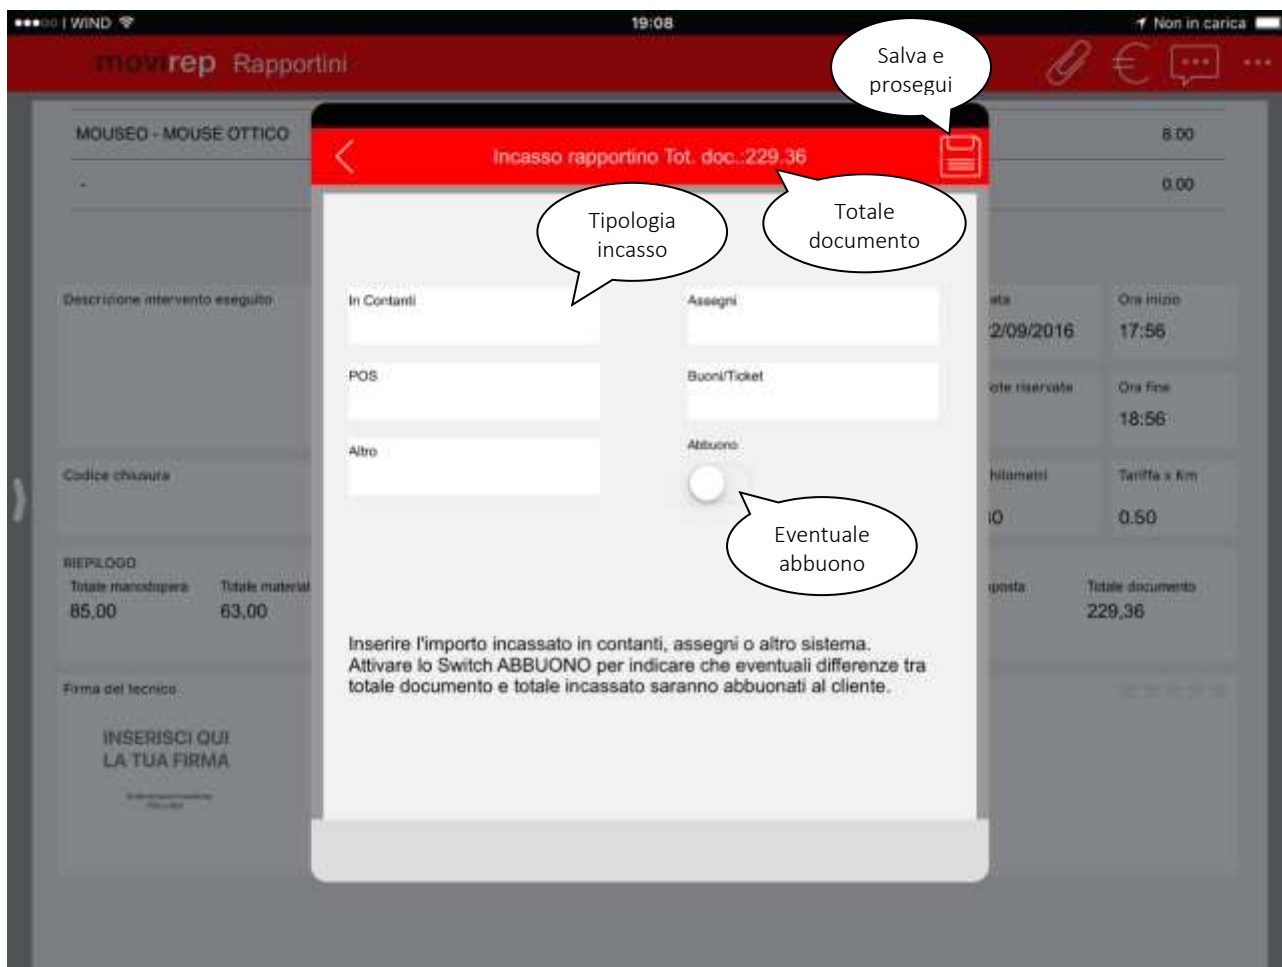 WIND 19:08 Non in carica
movirep Rapportini
Salva e
prosegui
MOUSEO - MOUSE OTTICO 8.00
Incasso rapportino Tot. doc.:229.36
- 0.00
Tipologia
incasso
Totale
documento
Descrizione intervento eseguito
In Contanti
Assegni
ata
Ora inizio
2/09/2016
17:56
POS
Buoni/Ticket
ote riservate
Ora fine
18:56
Altro
Abbuono
Codice chiusura
hilometri
Tariffa x Km
0.50
Eventuale
abbuono
RIEPILOGO
Totale manodopera
Totale material
posta
Totale documento
85,00
63,00
229,36
Inserire l'importo incassato in contanti, assegni o altro sistema.
Attivare lo Switch ABBUONO per indicare che eventuali differenze tra
totale documento e totale incassato saranno abbuonati al cliente.
Firma del tecnico
INSERISCI QUI
LA TUA FIRMA